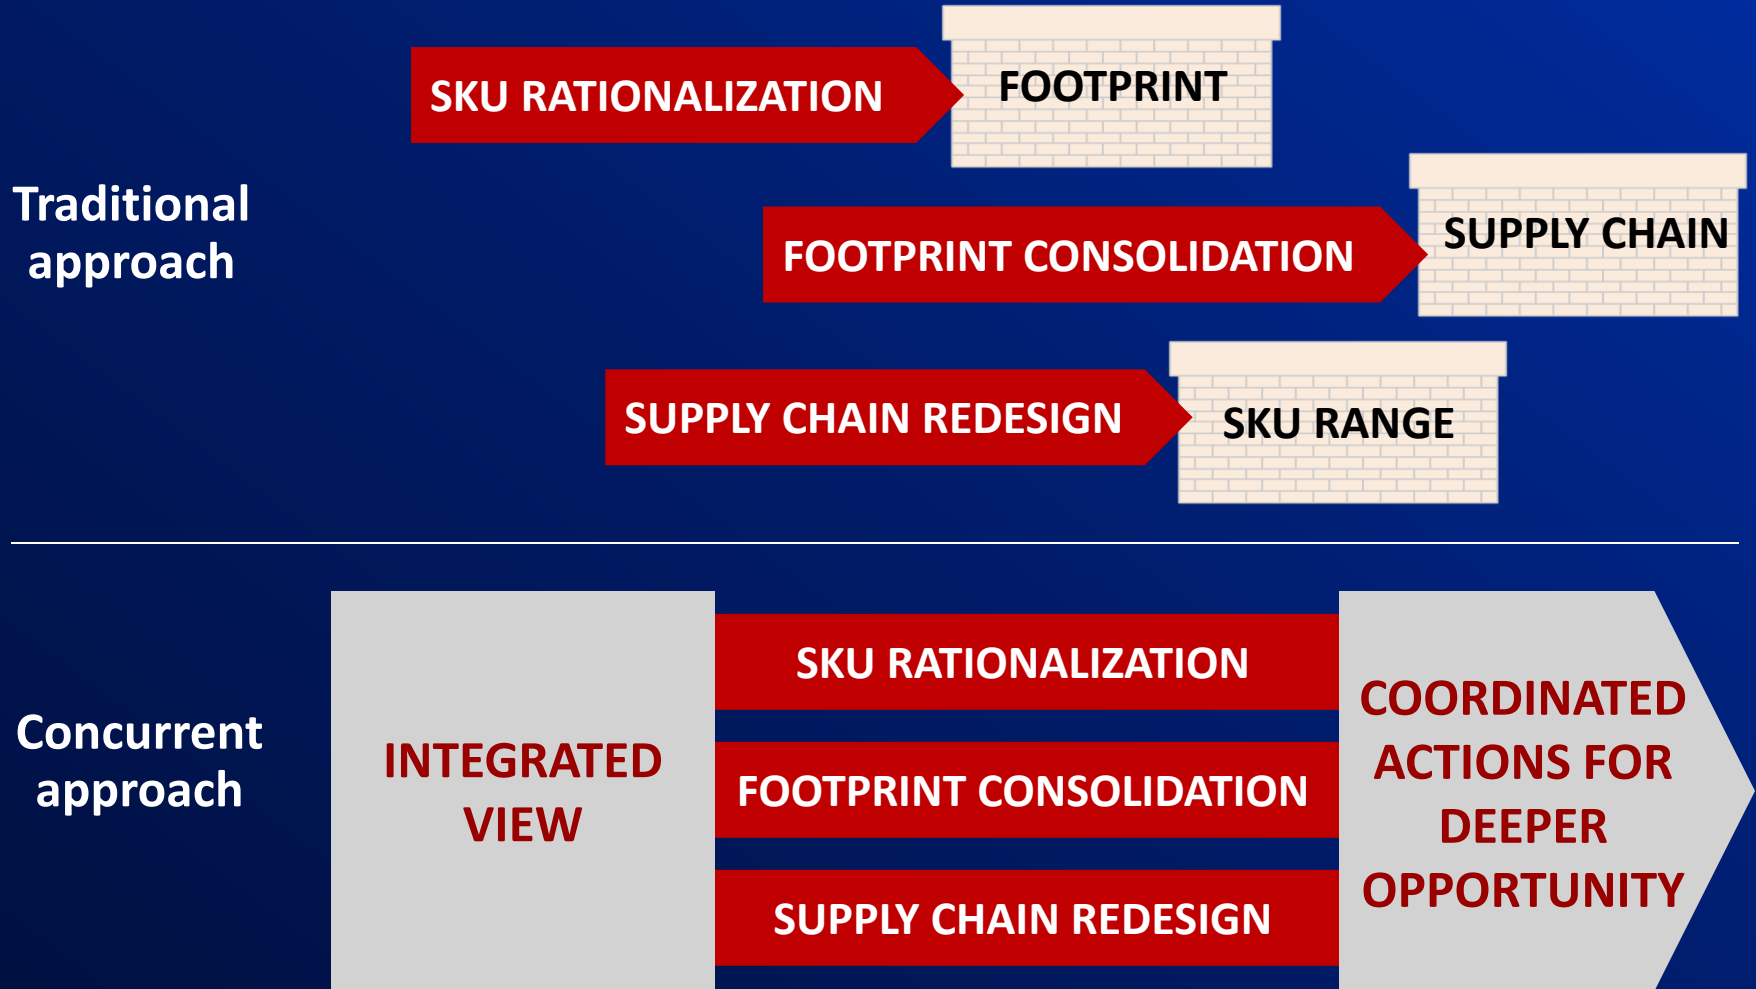 SKU RATIONALIZATION
FOOTPRINT
Traditional
approach
FOOTPRINT CONSOLIDATION
SUPPLY CHAIN
SUPPLY CHAIN REDESIGN
SKU RANGE
Concurrent
approach
INTEGRATED
VIEW
SKU RATIONALIZATION
FOOTPRINT CONSOLIDATION
SUPPLY CHAIN REDESIGN
COORDINATED
ACTIONS FOR
DEEPER
OPPORTUNITY